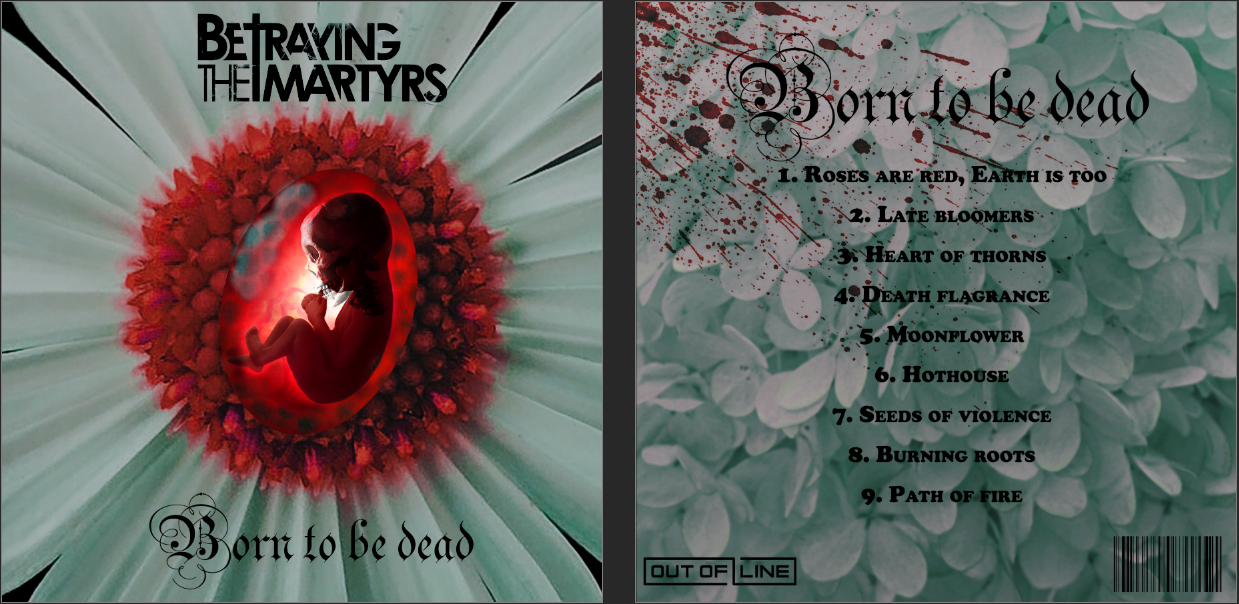 BETRAYING
THE MARTYRS
Born to be dead
Born to be dead
1. Roses are red, Earth is too
2. Late bloomers
3. Heart of thorns
4. Death flagrance
5. Moonflower
6. Hothouse
7. Seeds of violence
8. Burning roots
9. Path of fire
OUT OF LINE